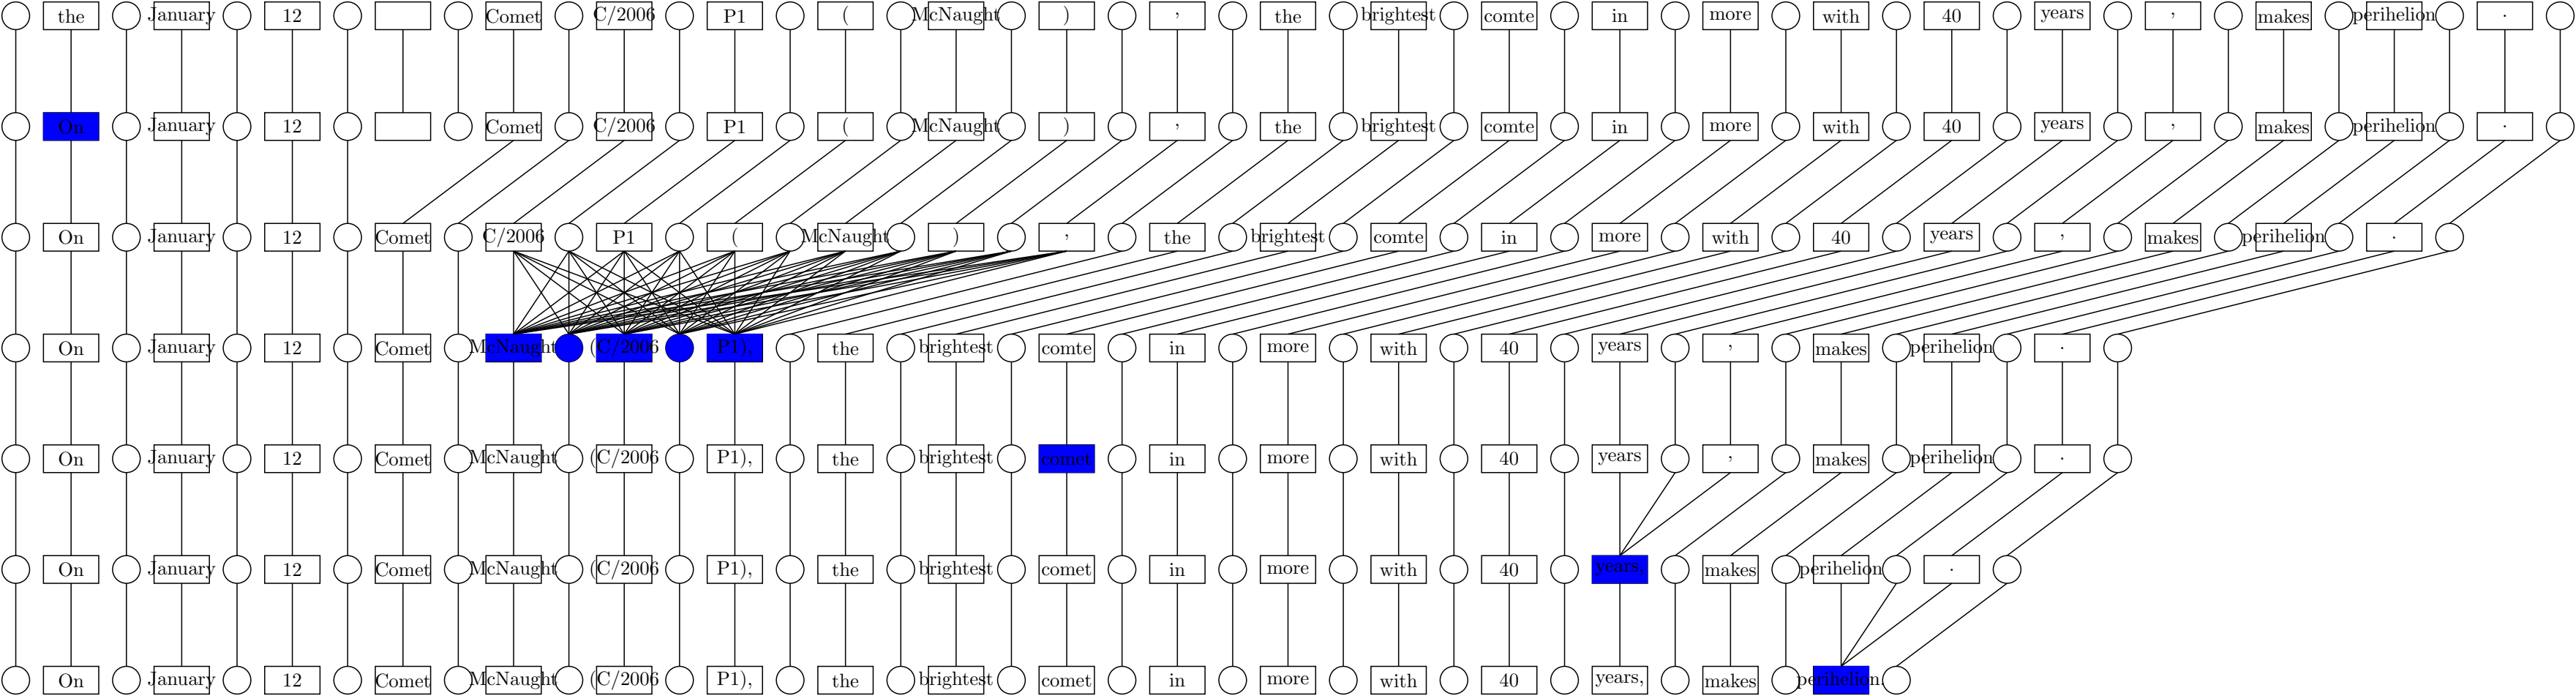 the January 12 Comet C/2006 P1 ( McNaught ) , the brightest comte in more with 40 years , makes perihelion .
On January 12 Comet C/2006 P1 ( McNaught ) , the brightest comte in more with 40 years , makes perihelion .
On January 12 Comet C/2006 P1 ( McNaught ) , the brightest comte in more with 40 years , makes perihelion .
On January 12 Comet McNaught (C/2006 P1), the brightest comte in more with 40 years , makes perihelion .
On January 12 Comet McNaught (C/2006 P1), the brightest comet in more with 40 years , makes perihelion .
On January 12 Comet McNaught (C/2006 P1), the brightest comet in more with 40 years, makes perihelion .
On January 12 Comet McNaught (C/2006 P1), the brightest comet in more with 40 years, makes perihelion.